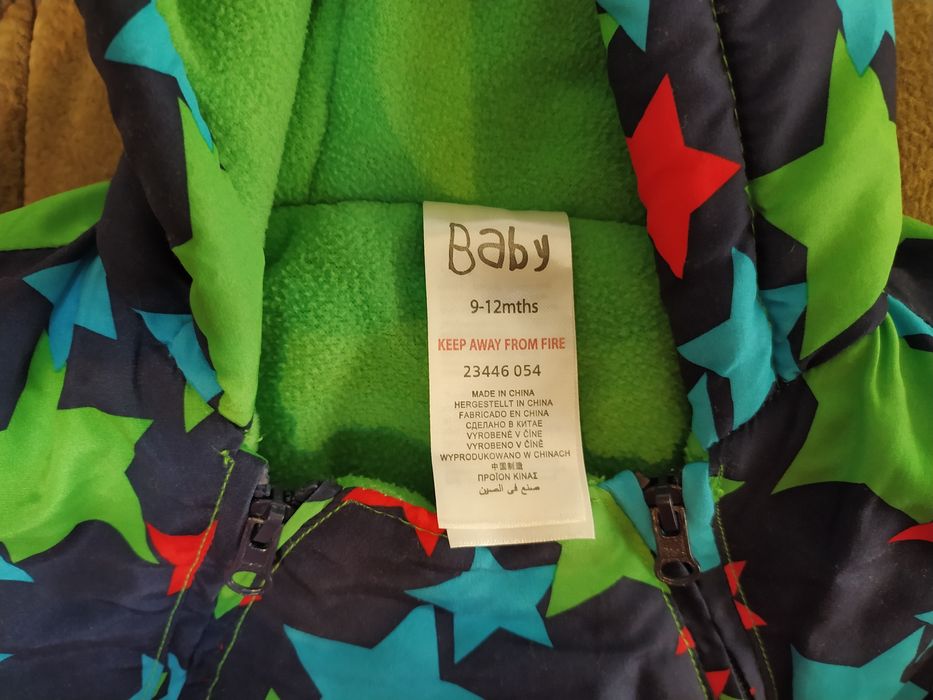 Baby
9-12mths
KEEP AWAY FROM FIRE
23446 054
MADE IN CHINA
HERGESTELLT IN CHINA
FABRICADO EN CHINA
СДЕЛАНО В КИТАЕ
VYROBENÉ V ČÍNE
VYROBENO V ČÍNĚ
WYPRODUKOWANO W CHINACH
中国制造
ΠΡΟΪΟΝ ΚΙΝΑΣ
صنع في الصين